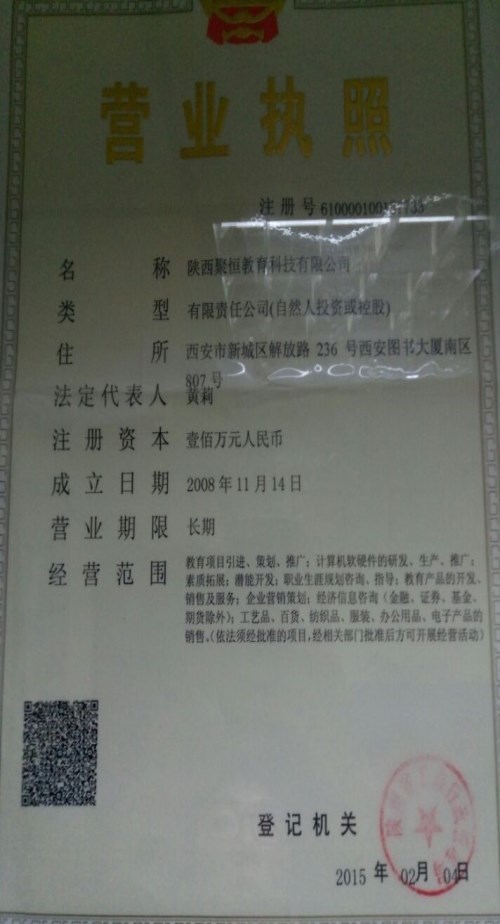 营业执照
注册号
名称 陕西聚恒教育科技有限公司
类型 有限责任公司(自然人投资或控股)
住所 西安市新城区解放路 236 号西安图书大厦南区
807 号
法定代表人 黄莉
注册资本 壹佰万元人民币
成立日期 2008 年 11 月 14 日
营业期限 长期
经营范围 教育项目引进、策划、推广；计算机软硬件的研发、生产、推广；
素质拓展；潜能开发；职业生涯规划咨询、指导；教育产品的开发、
销售及服务；企业营销策划；经济信息咨询（金融、证券、基金、
期货除外）；工艺品、百货、纺织品、服装、办公用品、电子产品的
销售。（依法须经批准的项目，经相关部门批准后方可开展经营活动）
登记机关
2015 年 02 月 04 日